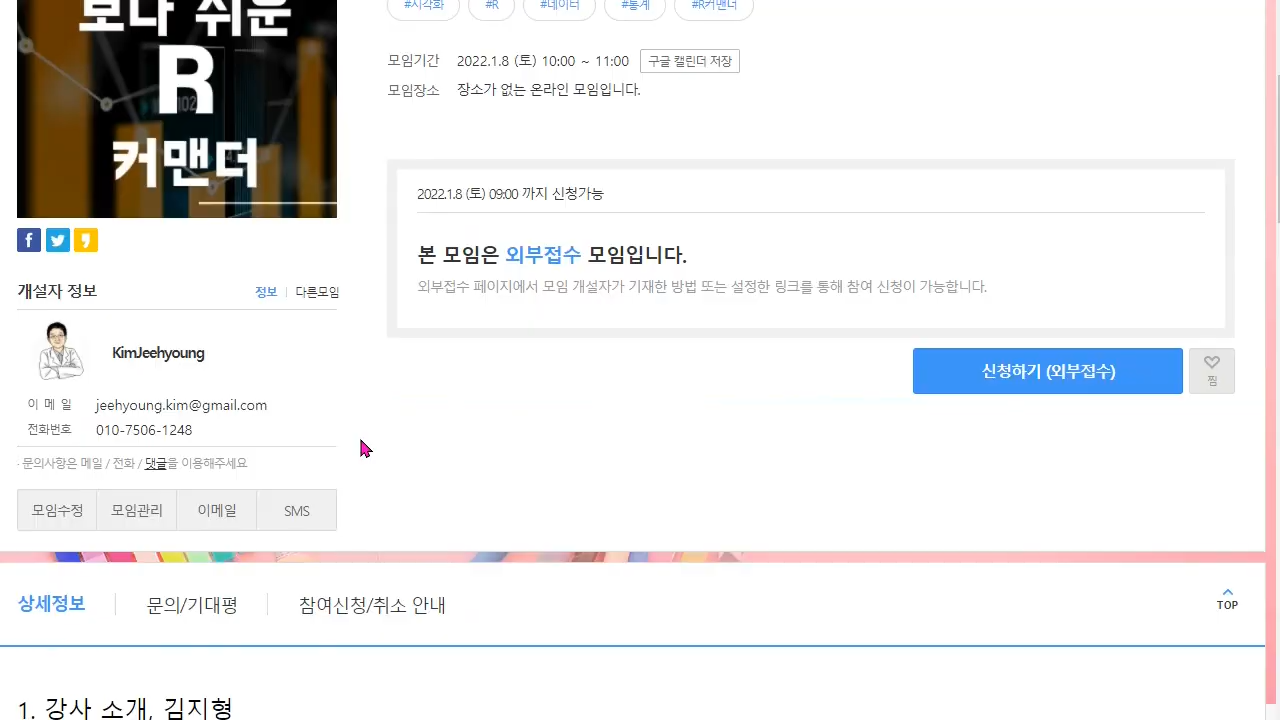 보다 쉬운
R
커맨더
#시각화 #R #데이터 #통계 #R커맨더
모임기간 2022.1.8 (토) 10:00 ~ 11:00 구글 캘린더 저장
모임장소 장소가 없는 온라인 모임입니다.
2022.1.8 (토) 09:00 까지 신청가능
본 모임은 외부접수 모임입니다.
외부접수 페이지에서 모임 개설자가 기재한 방법 또는 설정한 링크를 통해 참여 신청이 가능합니다.
신청하기 (외부접수)
찜
개설자 정보 정보 | 다른모임
KimJeehyoung
이 메 일 jeehyoung.kim@gmail.com
전화번호 010-7506-1248
· 문의사항은 메일 / 전화 / 댓글을 이용해주세요
모임수정 모임관리 이메일 SMS
상세정보 문의/기대평 참여신청/취소 안내
TOP
1. 강사 소개, 김지형